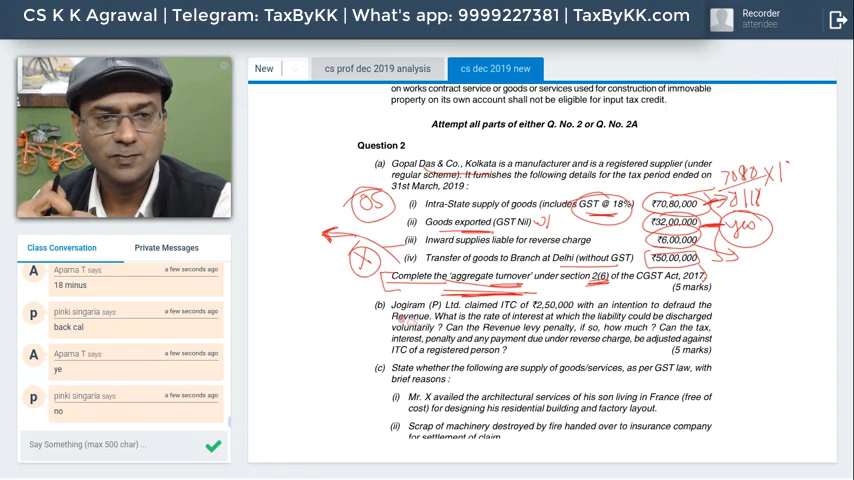 CS K K Agrawal | Telegram: TaxByKK | What's app: 9999227381 | TaxByKK.com
Recorder
attendee
New
cs prof dec 2019 analysis
cs dec 2019 new
on works contract service or goods or services used for construction of immovable
property on its own account shall not be eligible for input tax credit.
Attempt all parts of either Q. No. 2 or Q. No. 2A
Question 2
(a) Gopal Das & Co., Kolkata is a manufacturer and is a registered supplier (under
regular scheme). It furnishes the following details for the tax period ended on
31st March, 2019 :
(i) Intra-State supply of goods (includes GST @ 18%) ₹70,80,000
(ii) Goods exported (GST Nil) ₹32,00,000
(iii) Inward supplies liable for reverse charge ₹6,00,000
(iv) Transfer of goods to Branch at Delhi (without GST) ₹50,00,000
Complete the 'aggregate turnover' under section 2(6) of the CGST Act, 2017.
(5 marks)
(b) Jogiram (P) Ltd. claimed ITC of ₹2,50,000 with an intention to defraud the
Revenue. What is the rate of interest at which the liability could be discharged
voluntarily ? Can the Revenue levy penalty, if so, how much ? Can the tax,
interest, penalty and any payment due under reverse charge, be adjusted against
ITC of a registered person ? (5 marks)
(c) State whether the following are supply of goods/services, as per GST law, with
brief reasons :
(i) Mr. X availed the architectural services of his son living in France (free of
cost) for designing his residential building and factory layout.
(ii) Scrap of machinery destroyed by fire handed over to insurance company
for settlement of claim.
OS
X
yes
Class Conversation
Private Messages
A
Aparna T says:
a few seconds ago
18 minus
p
pinki singaria says:
a few seconds ago
back cal
A
Aparna T says:
a few seconds ago
ye
p
pinki singaria says:
a few seconds ago
no
Say Something (max 500 char) ...